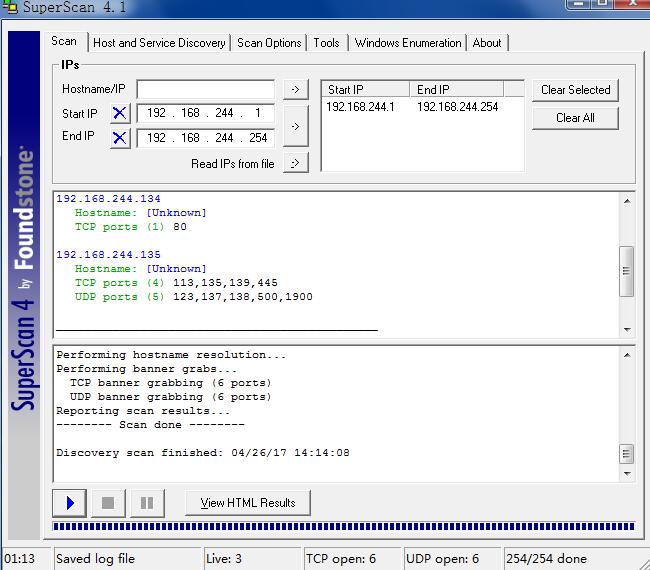 SuperScan 4.1
Scan Host and Service Discovery Scan Options Tools Windows Enumeration About
IPs
Hostname/IP ->
Start IP 192 . 168 . 244 . 1
End IP 192 . 168 . 244 . 254
->
Read IPs from file ->
Start IP End IP
192.168.244.1 192.168.244.254
Clear Selected
Clear All
192.168.244.134
Hostname: [Unknown]
TCP ports (1) 80
192.168.244.135
Hostname: [Unknown]
TCP ports (4) 113,135,139,445
UDP ports (5) 123,137,138,500,1900
Performing hostname resolution...
Performing banner grabs...
TCP banner grabbing (6 ports)
UDP banner grabbing (6 ports)
Reporting scan results...
-------- Scan done --------
Discovery scan finished: 04/26/17 14:14:08
SuperScan 4 by Foundstone
View HTML Results
01:13 Saved log file Live: 3 TCP open: 6 UDP open: 6 254/254 done